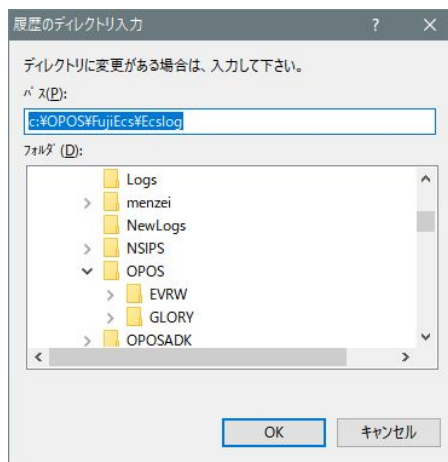 履歴のディレクトリ入力
ディレクトリに変更がある場合は、入力して下さい。
ﾊﾟｽ(P):
c:¥OPOS¥FujiEcs¥Ecslog
ﾌｫﾙﾀﾞ(D):
Logs
menzei
NewLogs
NSIPS
OPOS
EVRW
GLORY
OPOSADK
OK
キャンセル